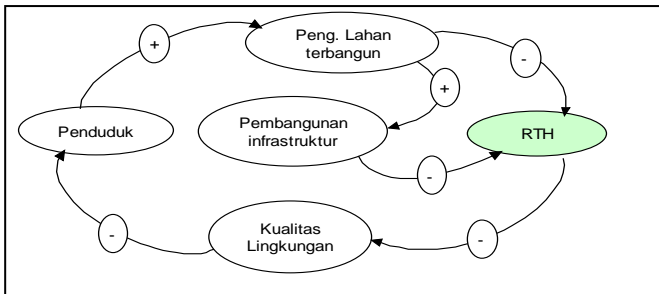 Peng. Lahan
terbangun
+
-
+
Penduduk
Pembangunan
infrastruktur
RTH
-
Kualitas
Lingkungan
-
-